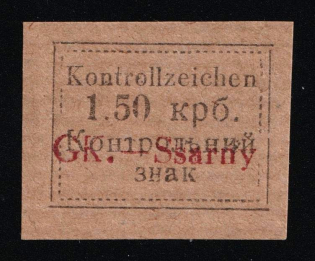 Kontrollzeichen
1.50 крб.
Контрольний
GK. — Ssarny
знак